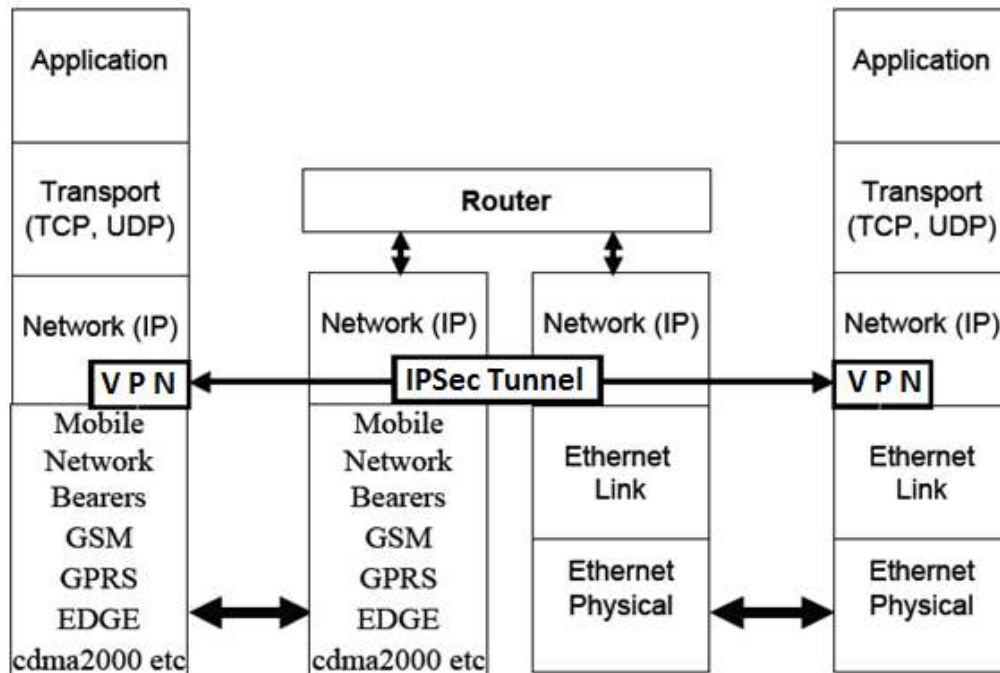 Application
Transport
(TCP, UDP)
Network (IP)
V P N
Mobile
Network
Bearers
GSM
GPRS
EDGE
cdma2000 etc
Router
Network (IP)
Network (IP)
IPSec Tunnel
Mobile
Network
Bearers
GSM
GPRS
EDGE
cdma2000 etc
Ethernet
Link
Ethernet
Physical
Application
Transport
(TCP, UDP)
Network (IP)
V P N
Ethernet
Link
Ethernet
Physical